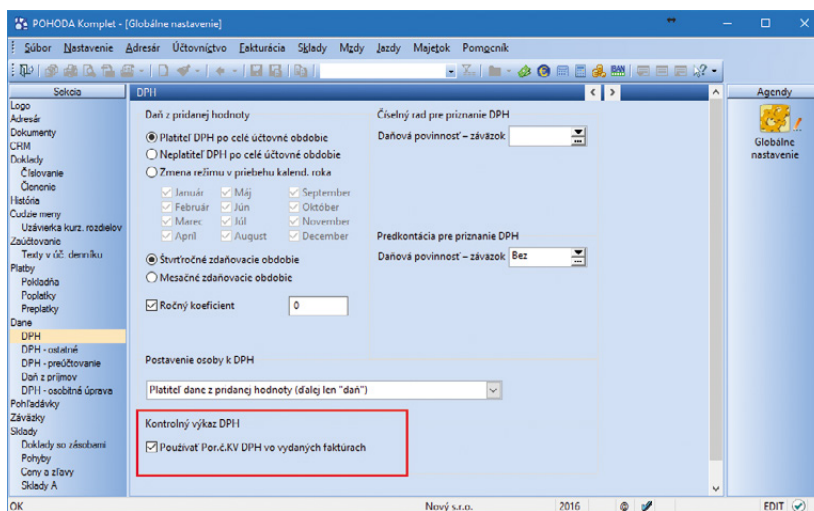 POHODA Komplet - [Globálne nastavenie]
Súbor Nastavenie Adresár Účtovníctvo Fakturácia Sklady Mzdy Jazdy Majetok Pomocník
Sekcia
Logo
Adresár
Dokumenty
CRM
Doklady
Číslovanie
Členenie
História
Cudzie meny
Uzávierka kurz. rozdielov
Zaúčtovanie
Texty v úč. denníku
Platby
Pokladňa
Poplatky
Preplatky
Dane
DPH
DPH - ostatné
DPH - preúčtovanie
Daň z príjmov
DPH - osobitná úprava
Pohľadávky
Záväzky
Sklady
Doklady so zásobami
Pohyby
Ceny a zľavy
Sklady A
DPH
Daň z pridanej hodnoty
Platiteľ DPH po celé účtovné obdobie
Neplatiteľ DPH po celé účtovné obdobie
Zmena režimu v priebehu kalend. roka
Január Máj September
Február Jún Október
Marec Júl November
Apríl August December
Štvrťročné zdaňovacie obdobie
Mesačné zdaňovacie obdobie
Ročný koeficient 0
Číselný rad pre priznanie DPH
Daňová povinnosť – záväzok
Predkontácia pre priznanie DPH
Daňová povinnosť – záväzok Bez
Postavenie osoby k DPH
Platiteľ dane z pridanej hodnoty (ďalej len "daň")
Kontrolný výkaz DPH
Používať Por.č.KV DPH vo vydaných faktúrach
Agendy
Globálne
nastavenie
OK Nový s.r.o. 2016 @ EDIT